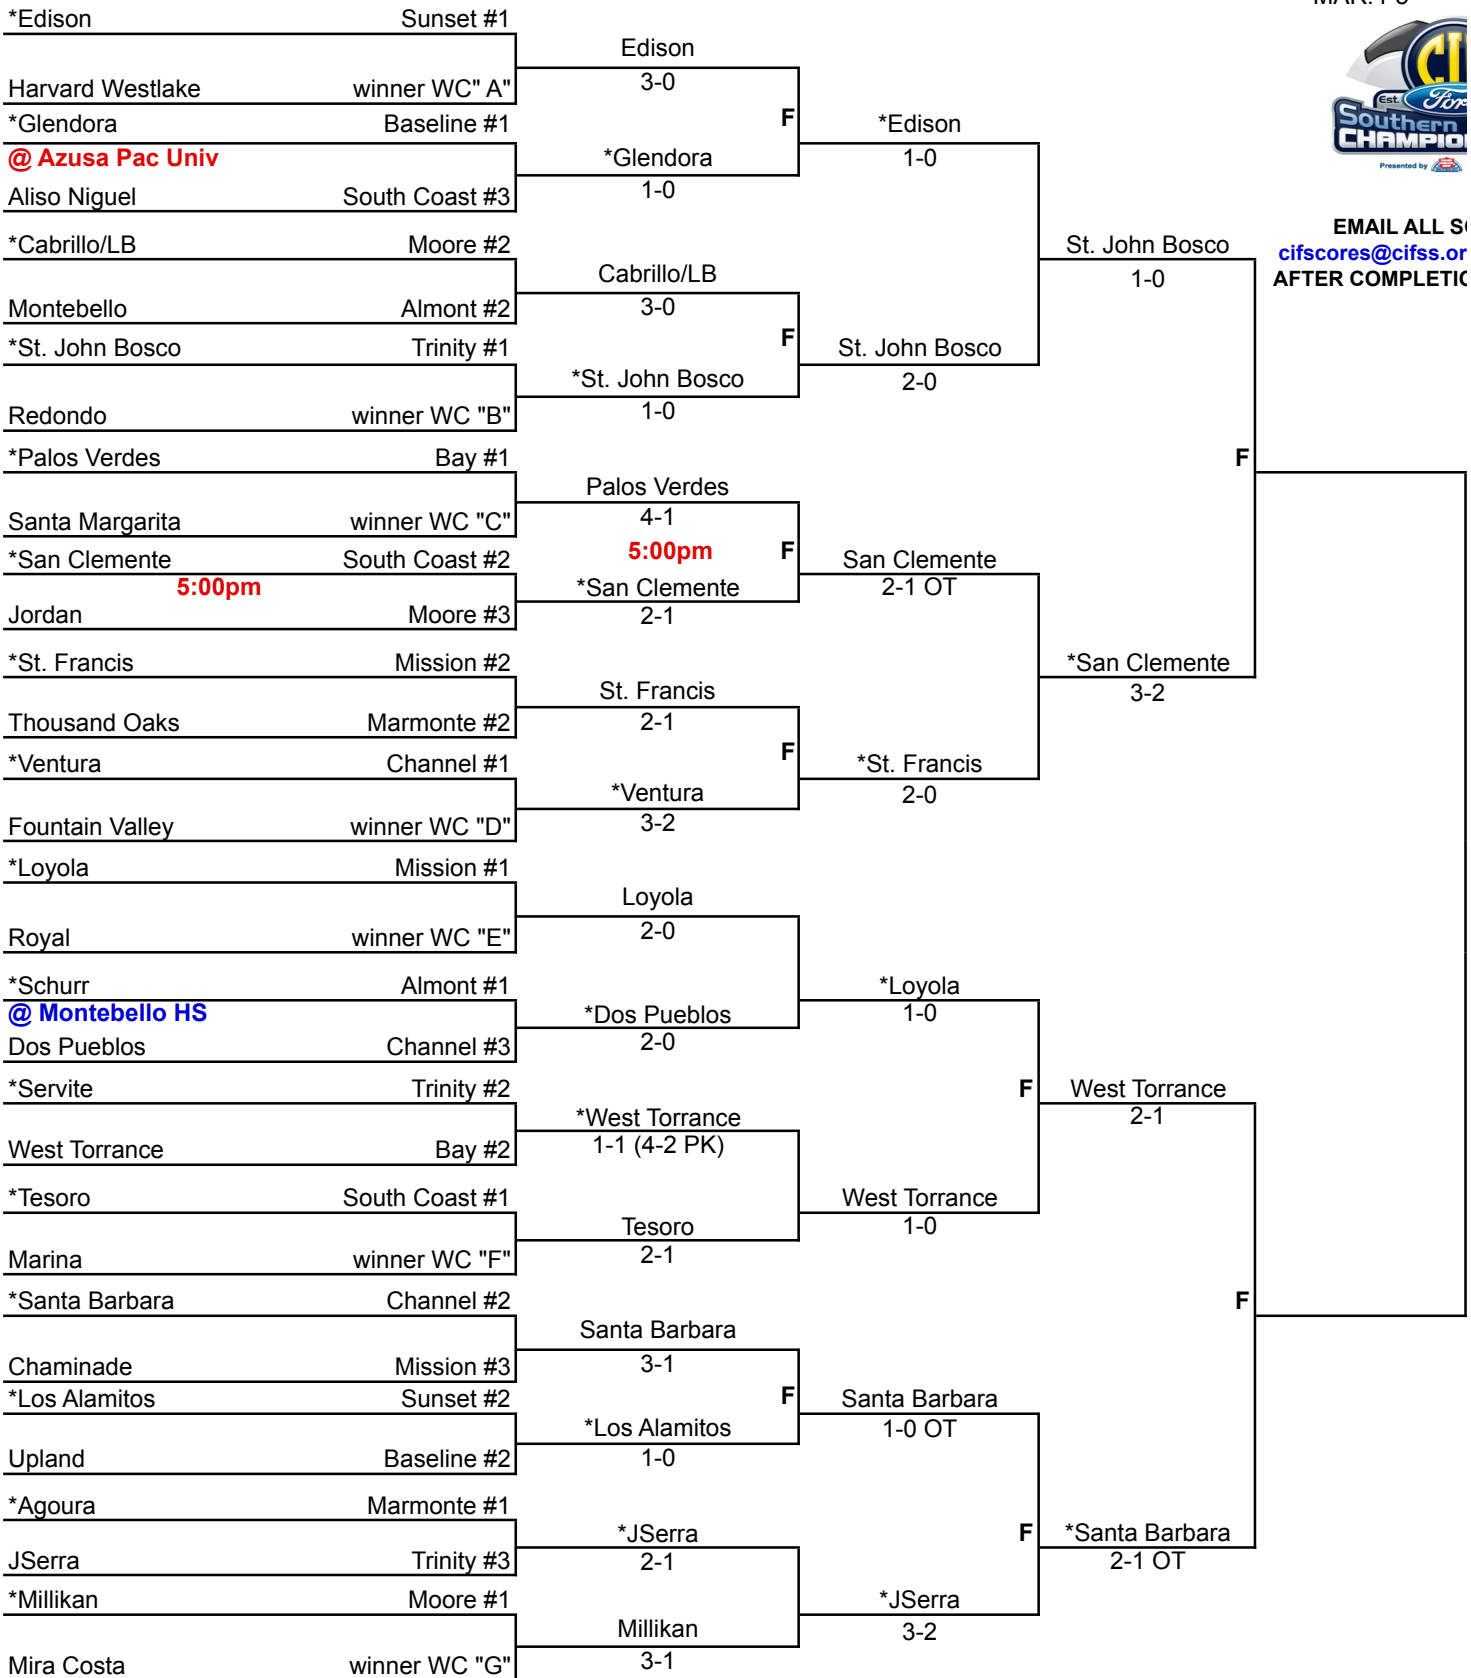 MAR. 1-3
*Edison Sunset #1
Harvard Westlake winner WC" A"
*Glendora Baseline #1
@ Azusa Pac Univ
Aliso Niguel South Coast #3
*Cabrillo/LB Moore #2
Montebello Almont #2
*St. John Bosco Trinity #1
Redondo winner WC "B"
*Palos Verdes Bay #1
Santa Margarita winner WC "C"
*San Clemente South Coast #2
5:00pm
Jordan Moore #3
*St. Francis Mission #2
Thousand Oaks Marmonte #2
*Ventura Channel #1
Fountain Valley winner WC "D"
*Loyola Mission #1
Royal winner WC "E"
*Schurr Almont #1
@ Montebello HS
Dos Pueblos Channel #3
*Servite Trinity #2
West Torrance Bay #2
*Tesoro South Coast #1
Marina winner WC "F"
*Santa Barbara Channel #2
Chaminade Mission #3
*Los Alamitos Sunset #2
Upland Baseline #2
*Agoura Marmonte #1
JSerra Trinity #3
*Millikan Moore #1
Mira Costa winner WC "G"
Edison
3-0
F
*Glendora
1-0
Cabrillo/LB
3-0
F
*St. John Bosco
1-0
Palos Verdes
4-1
5:00pm F
*San Clemente
2-1
St. Francis
2-1
F
*Ventura
3-2
Loyola
2-0
*Dos Pueblos
2-0
*West Torrance
1-1 (4-2 PK)
Tesoro
2-1
Santa Barbara
3-1
F
*Los Alamitos
1-0
*JSerra
2-1
Millikan
3-1
*Edison
1-0
St. John Bosco
2-0
San Clemente
2-1 OT
*St. Francis
2-0
*Loyola
1-0
F
West Torrance
1-0
Santa Barbara
1-0 OT
F
*JSerra
3-2
St. John Bosco
1-0
F
*San Clemente
3-2
West Torrance
2-1
F
*Santa Barbara
2-1 OT
Est.
Ford
Southern
Presented by
EMAIL ALL
cifscores@cifss.or
AFTER